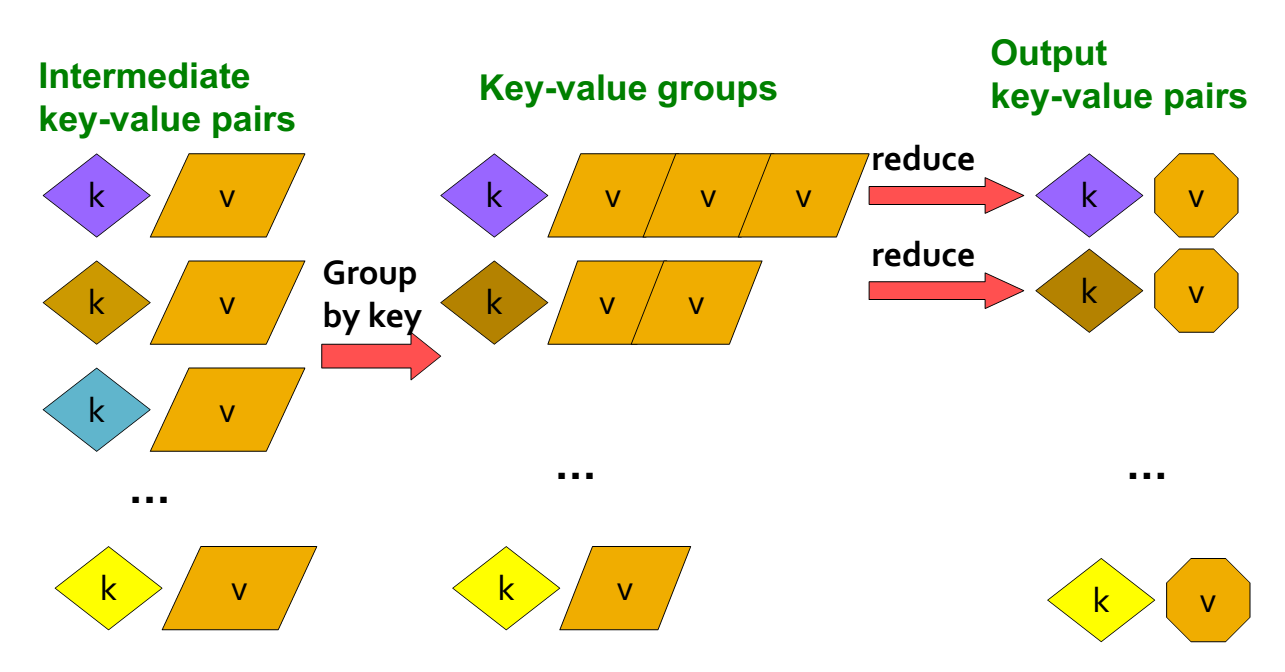 Intermediate
key-value pairs
Key-value groups
Output
key-value pairs
k v
k v v v
reduce
k v
k v
Group
by key
k v v
reduce
k v
k v
...
...
...
k v
k v
k v